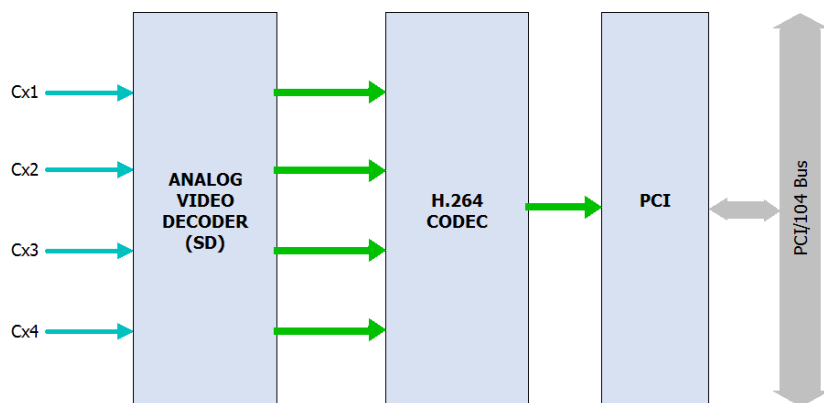 Cx1
Cx2
Cx3
Cx4
ANALOG
VIDEO
DECODER
(SD)
H.264
CODEC
PCI
PCI/104 Bus